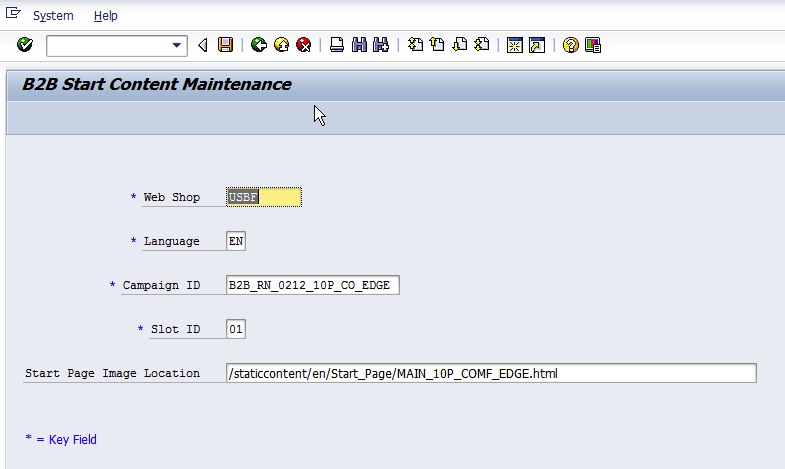 System Help
B2B Start Content Maintenance
* Web Shop USBF
* Language EN
* Campaign ID B2B_RN_0212_10P_CO_EDGE
* Slot ID 01
Start Page Image Location /staticcontent/en/Start_Page/MAIN_10P_COMF_EDGE.html
* = Key Field